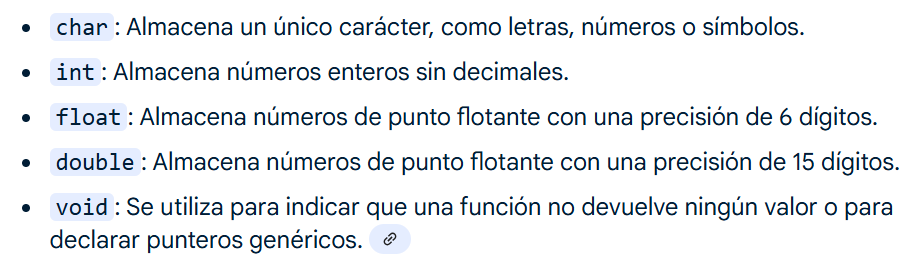 • char: Almacena un único carácter, como letras, números o símbolos.
• int: Almacena números enteros sin decimales.
• float: Almacena números de punto flotante con una precisión de 6 dígitos.
• double: Almacena números de punto flotante con una precisión de 15 dígitos.
• void: Se utiliza para indicar que una función no devuelve ningún valor o para
declarar punteros genéricos.